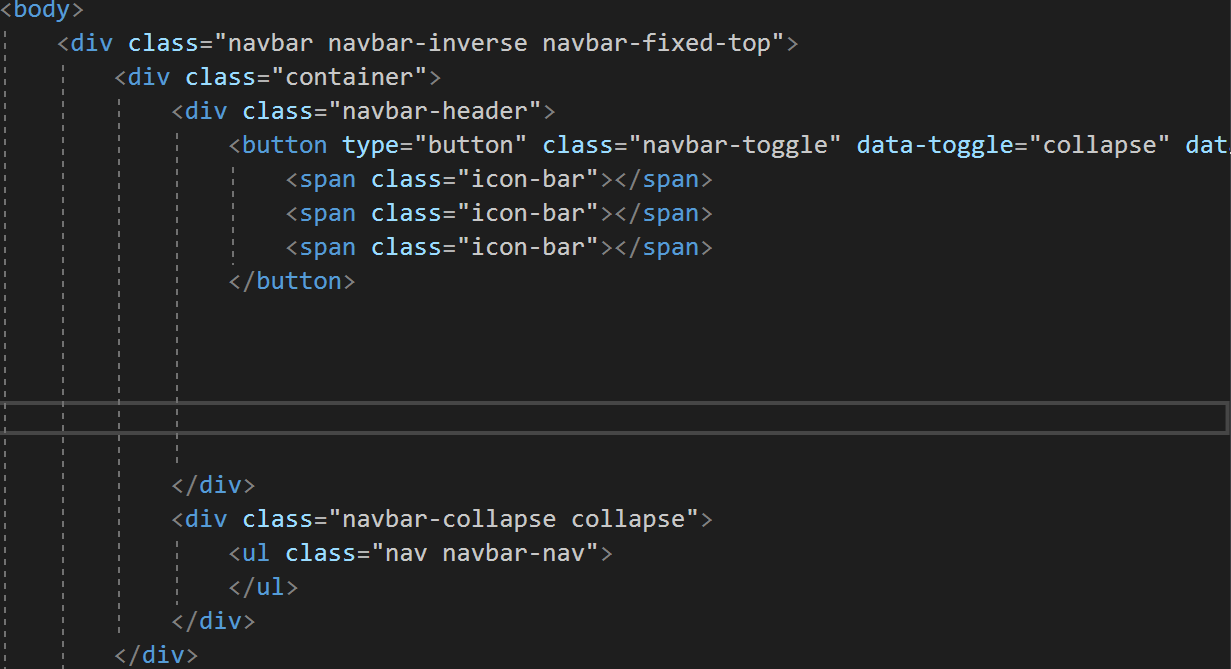 <body>
<div class="navbar navbar-inverse navbar-fixed-top">
<div class="container">
<div class="navbar-header">
<button type="button" class="navbar-toggle" data-toggle="collapse" dat
<span class="icon-bar"></span>
<span class="icon-bar"></span>
<span class="icon-bar"></span>
</button>
</div>
<div class="navbar-collapse collapse">
<ul class="nav navbar-nav">
</ul>
</div>
</div>